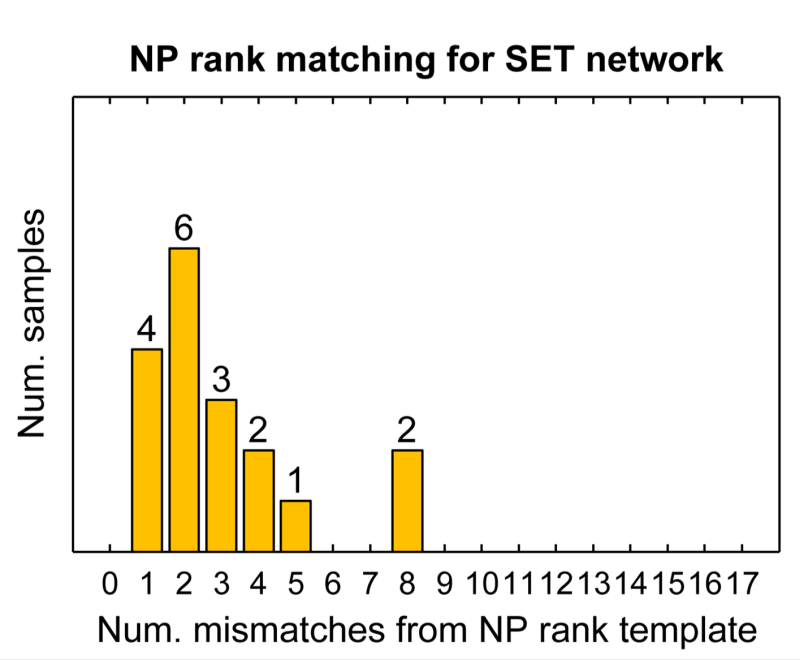 NP rank matching for SET network
Num. samples
6
4
3
2
2
1
0 1 2 3 4 5 6 7 8 9 10 11 12 13 14 15 16 17
Num. mismatches from NP rank template